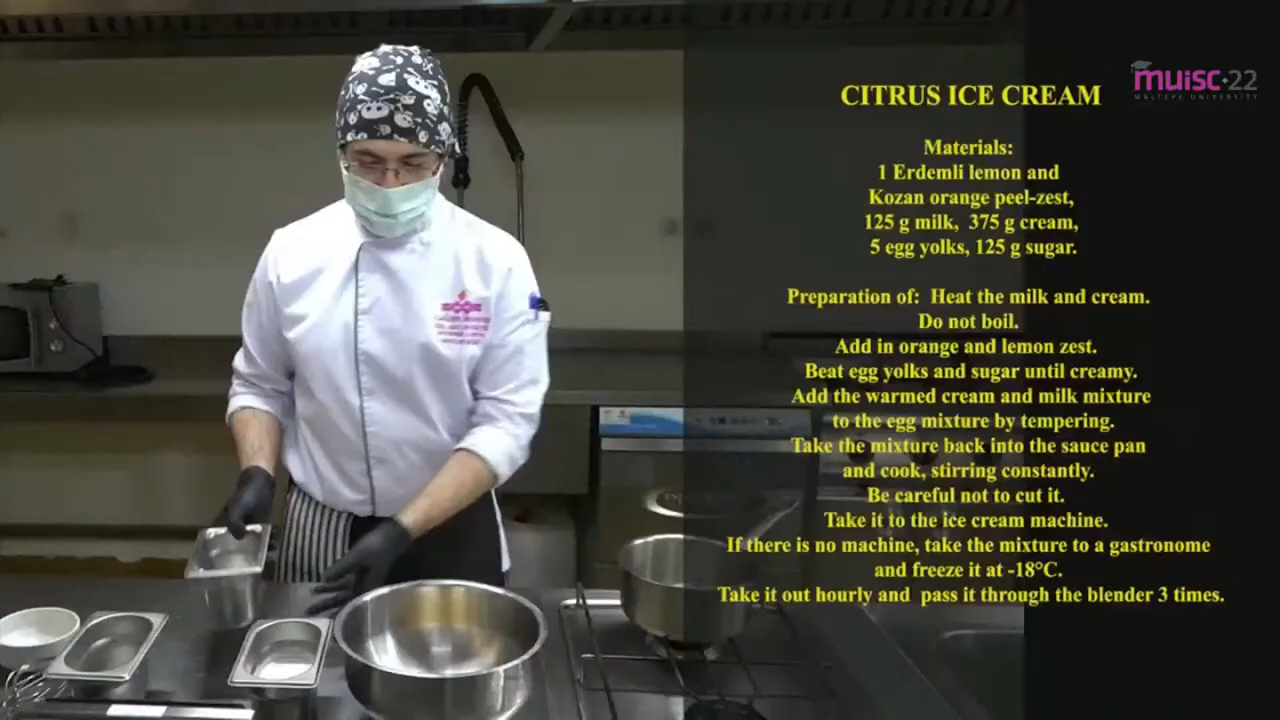 CITRUS ICE CREAM
muisc·22
MALTEPE UNIVERSITY
Materials:
1 Erdemli lemon and
Kozan orange peel-zest,
125 g milk, 375 g cream,
5 egg yolks, 125 g sugar.
Preparation of: Heat the milk and cream.
Do not boil.
Add in orange and lemon zest.
Beat egg yolks and sugar until creamy.
Add the warmed cream and milk mixture
to the egg mixture by tempering.
Take the mixture back into the sauce pan
and cook, stirring constantly.
Be careful not to cut it.
Take it to the ice cream machine.
If there is no machine, take the mixture to a gastronome
and freeze it at -18°C.
Take it out hourly and pass it through the blender 3 times.